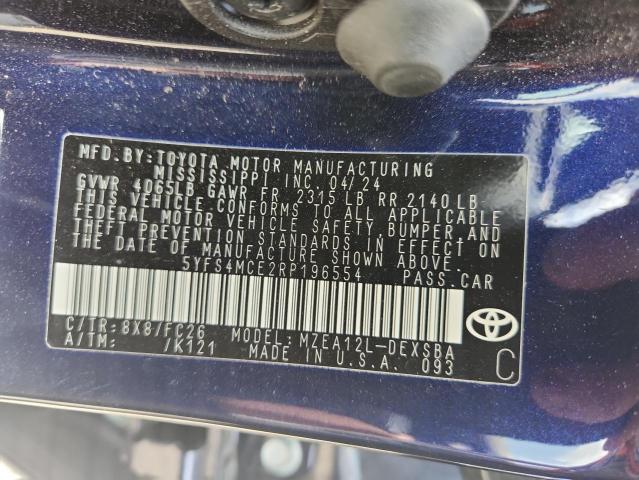 MFD. BY: TOYOTA MOTOR MANUFACTURING
MISSISSIPPI, INC. 04/24
GVWR 4065LB GAWR FR 2315 LB RR 2140 LB
THIS VEHICLE CONFORMS TO ALL APPLICABLE
FEDERAL MOTOR VEHICLE SAFETY, BUMPER, AND
THEFT PREVENTION STANDARDS IN EFFECT ON
THE DATE OF MANUFACTURE SHOWN ABOVE.
5YFS4MCE2RP196554 PASS. CAR
C/TR: 8X8/FC26 MODEL: MZEA12L-DEXSBA
A/TM: /K121 MADE IN U.S.A. 093
C